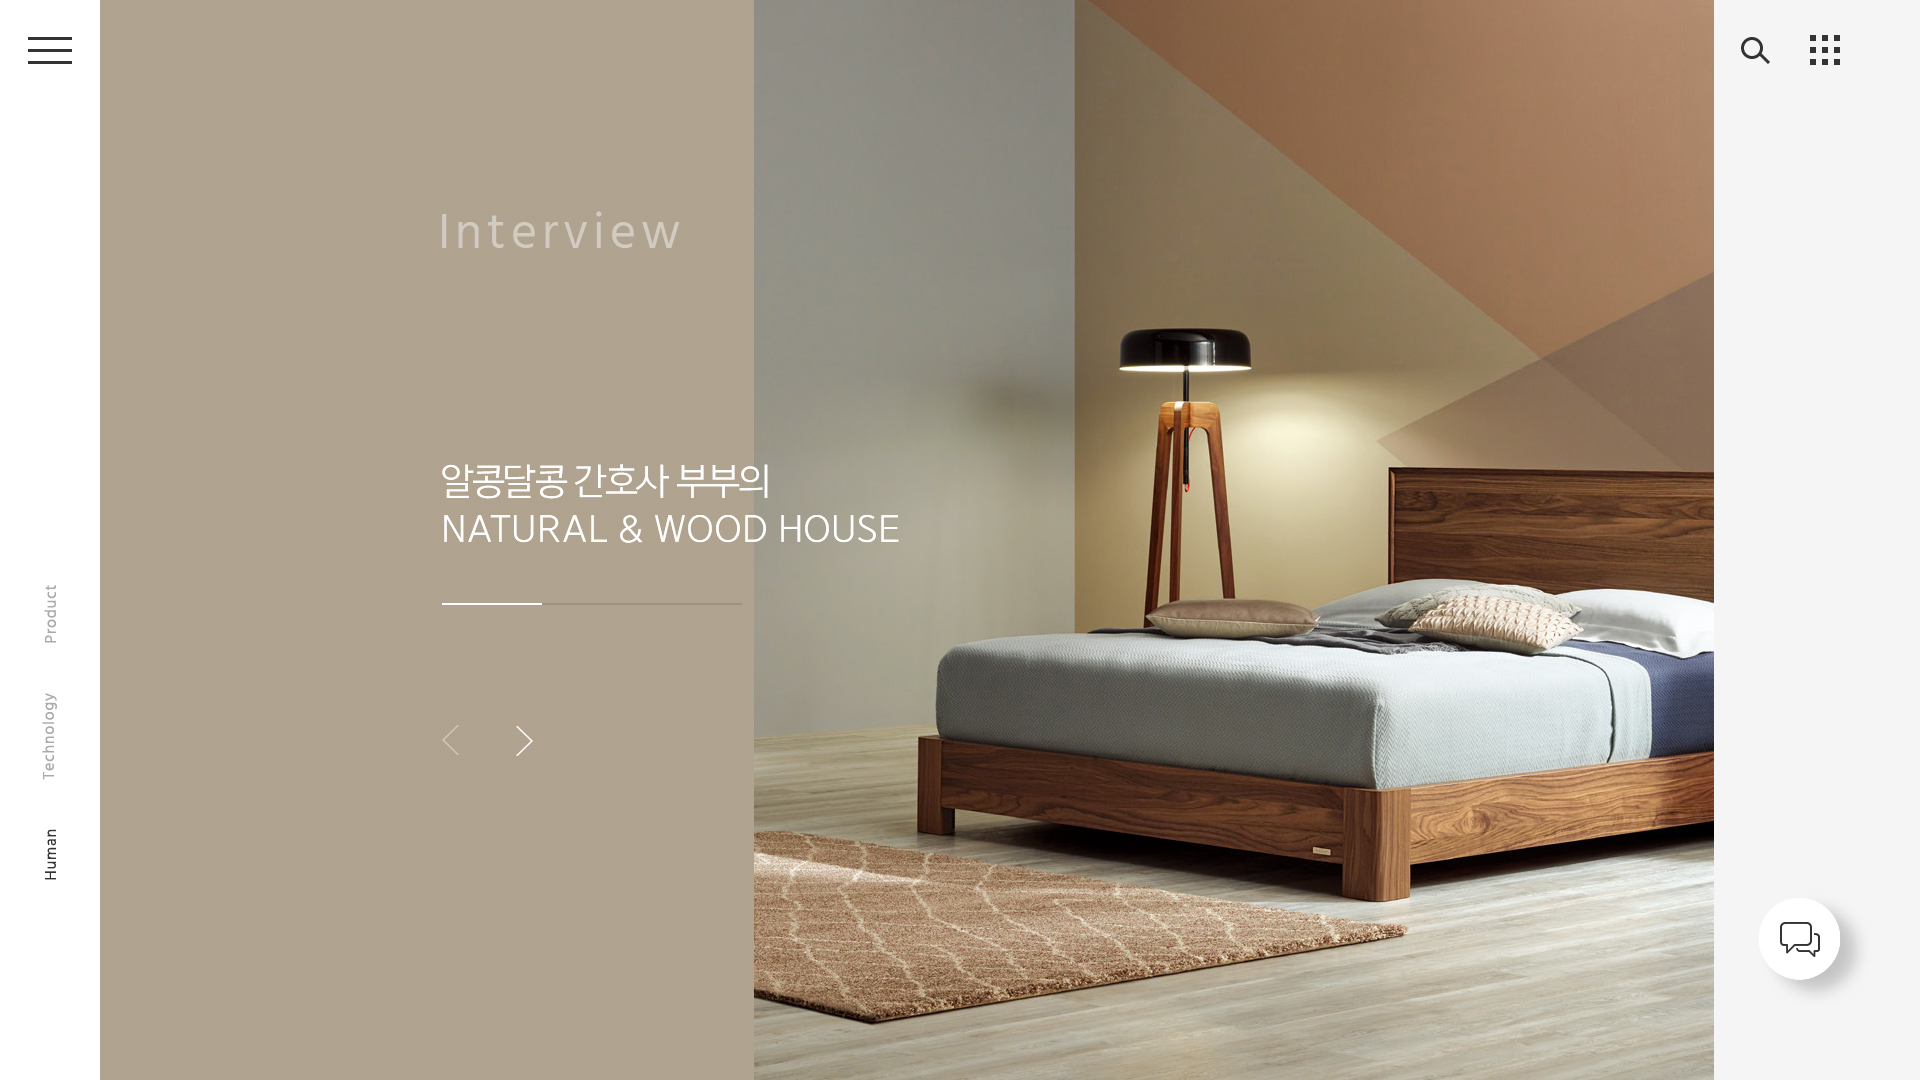 Interview
알콩달콩 간호사 부부의
NATURAL & WOOD HOUSE
Product
Technology
Human